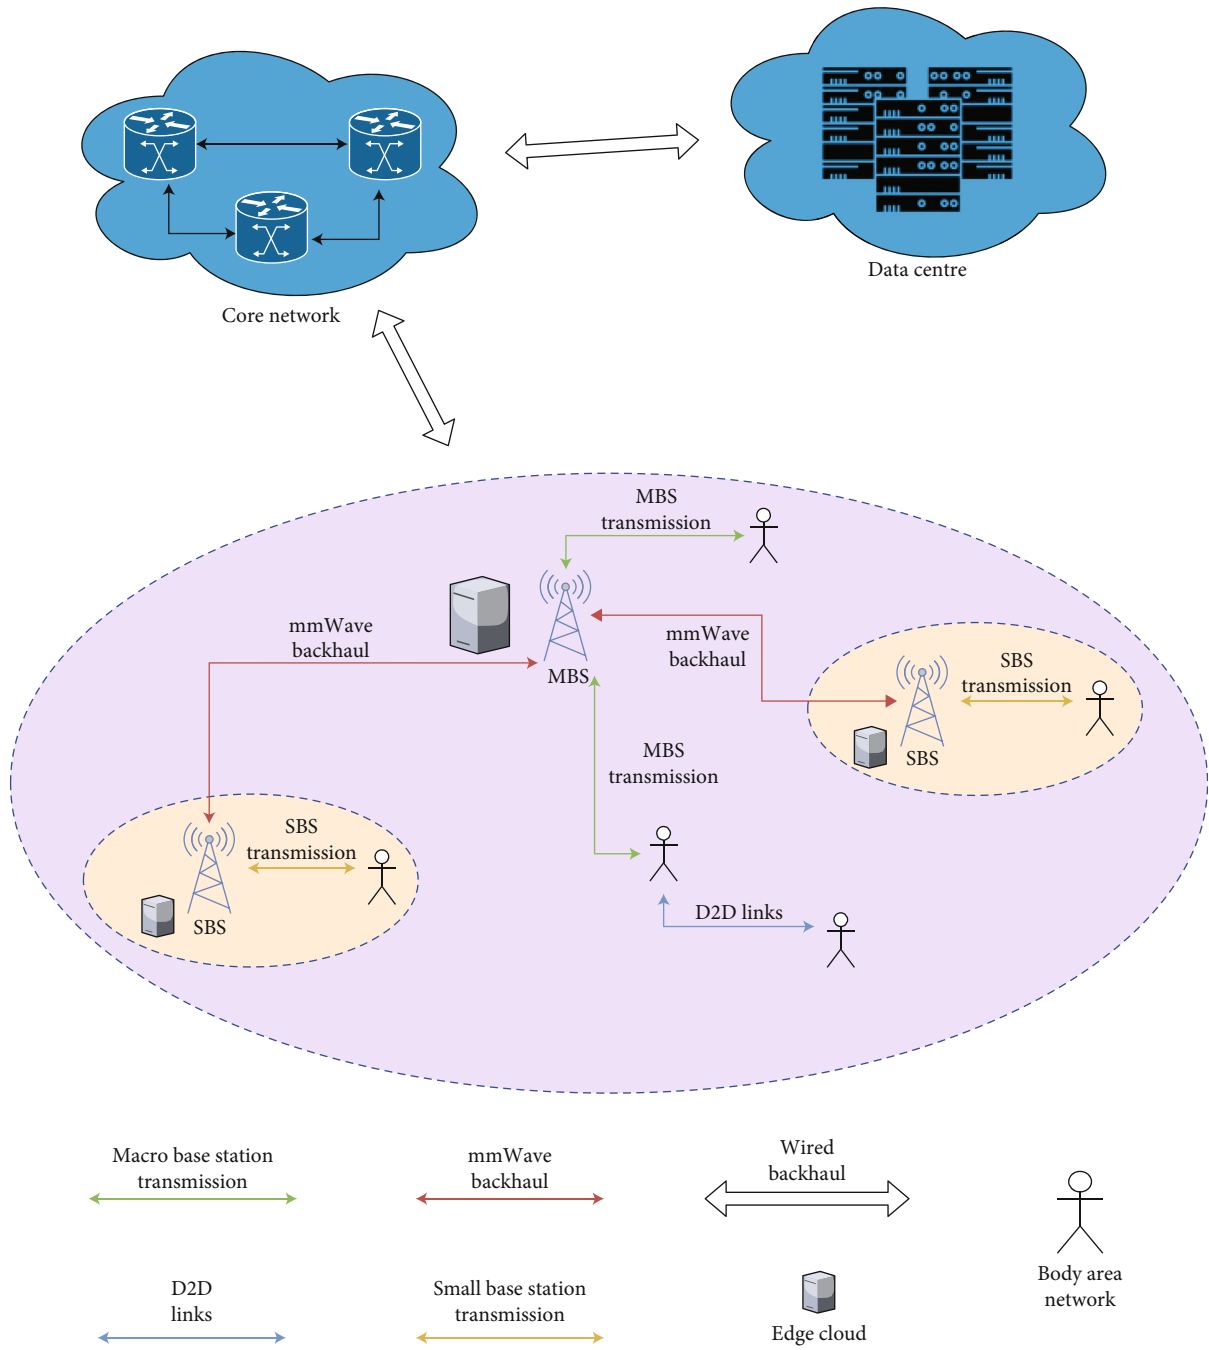 Data centre
Core network
MBS
transmission
mmWave
backhaul
mmWave
backhaul
MBS
SBS
transmission
SBS
MBS
transmission
SBS
transmission
SBS
D2D links
Macro base station
transmission
mmWave
backhaul
Wired
backhaul
Body area
network
D2D
links
Small base station
transmission
Edge cloud